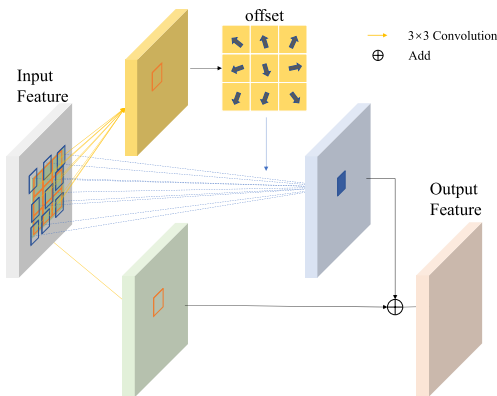 offset
3×3 Convolution
Add
Input
Feature
Output
Feature